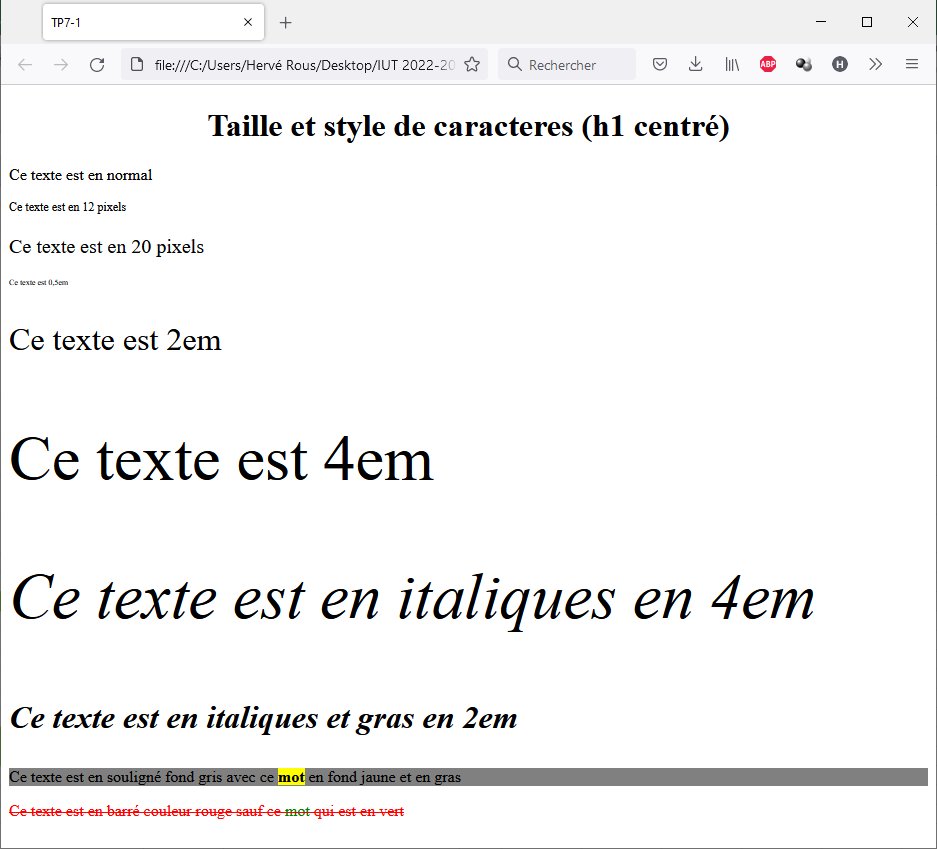 TP7-1
file:///C:/Users/Hervé Rous/Desktop/IUT 2022-20
Rechercher
ABP
H
Taille et style de caracteres (h1 centré)
Ce texte est en normal
Ce texte est en 12 pixels
Ce texte est en 20 pixels
Ce texte est 0,5em
Ce texte est 2em
Ce texte est 4em
Ce texte est en italiques en 4em
Ce texte est en italiques et gras en 2em
Ce texte est en souligné fond gris avec ce mot en fond jaune et en gras
Ce texte est en barré couleur rouge sauf ce mot qui est en vert